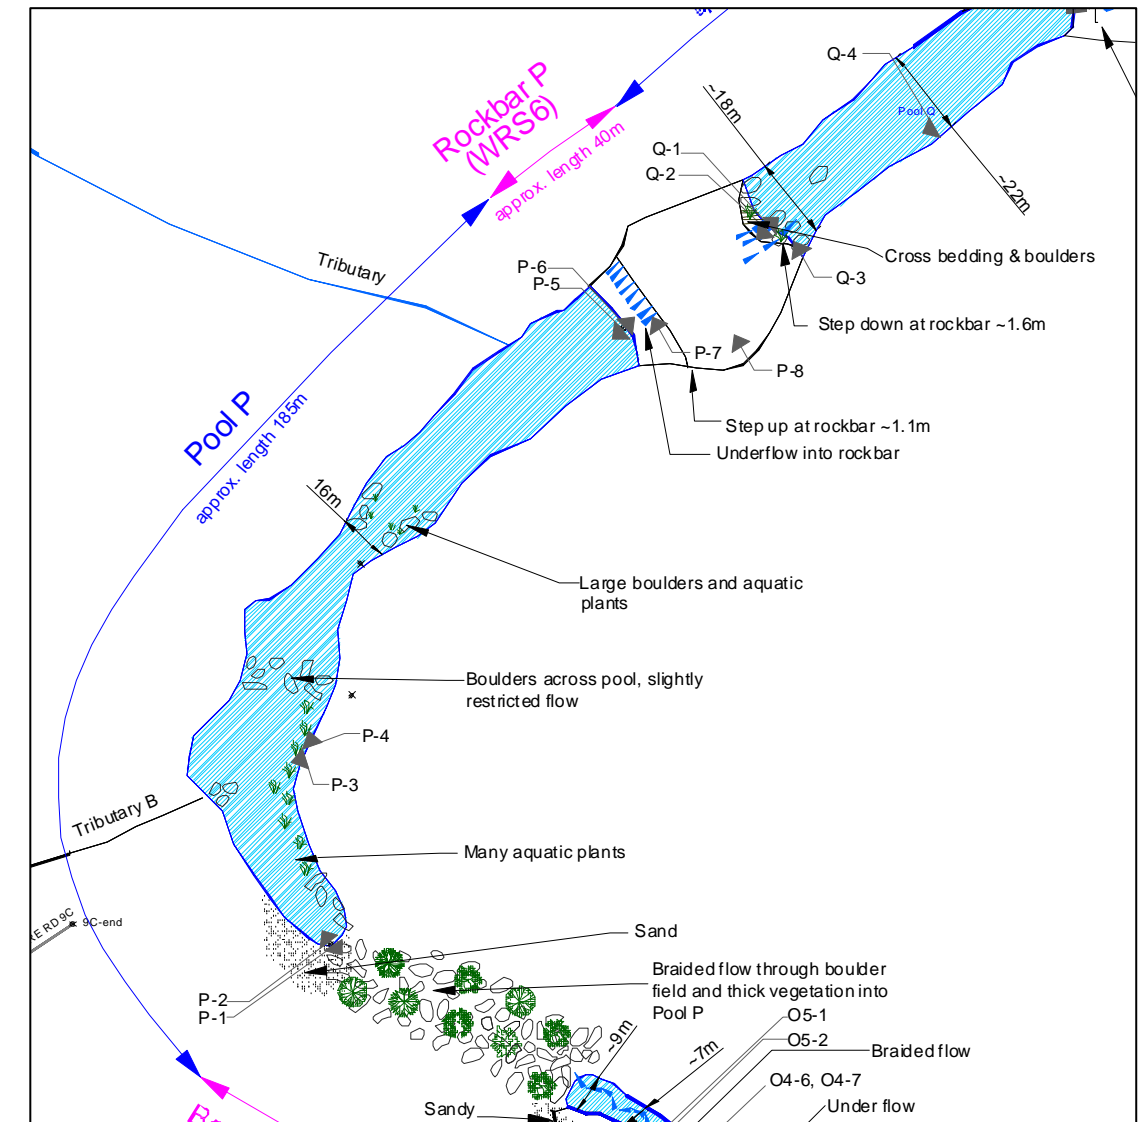 Q-4
Pool Q
~18m
~22m
Rockbar P
(WRS6)
approx. length 40m
Q-1
Q-2
Cross bedding & boulders
Q-3
Step down at rockbar ~1.6m
Tributary
P-6
P-5
P-7
P-8
Step up at rockbar ~1.1m
Underflow into rockbar
Pool P
approx. length 185m
16m
Large boulders and aquatic
plants
Boulders across pool, slightly
restricted flow
P-4
P-3
Tributary B
Many aquatic plants
RE RD 9C
9C-end
Sand
Braided flow through boulder
field and thick vegetation into
Pool P
P-2
P-1
~9m
~7m
O5-1
O5-2
Braided flow
O4-6, O4-7
Under flow
Sandy